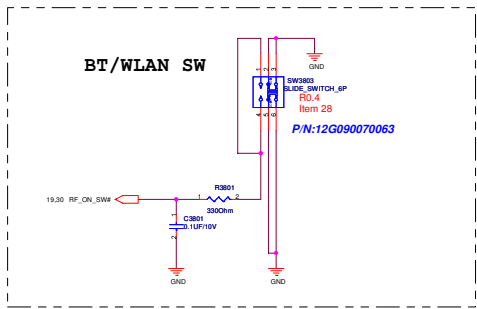 BT/WLAN SW
GND
1 2 3
SW3803
SLIDE_SWITCH_6P
R0.4
Item 28
4 5 6
P/N:12G090070063
R3801
19,30 RF_ON_SW#
1 2
330Ohm
1
C3801
0.1UF/10V
2
GND
GND